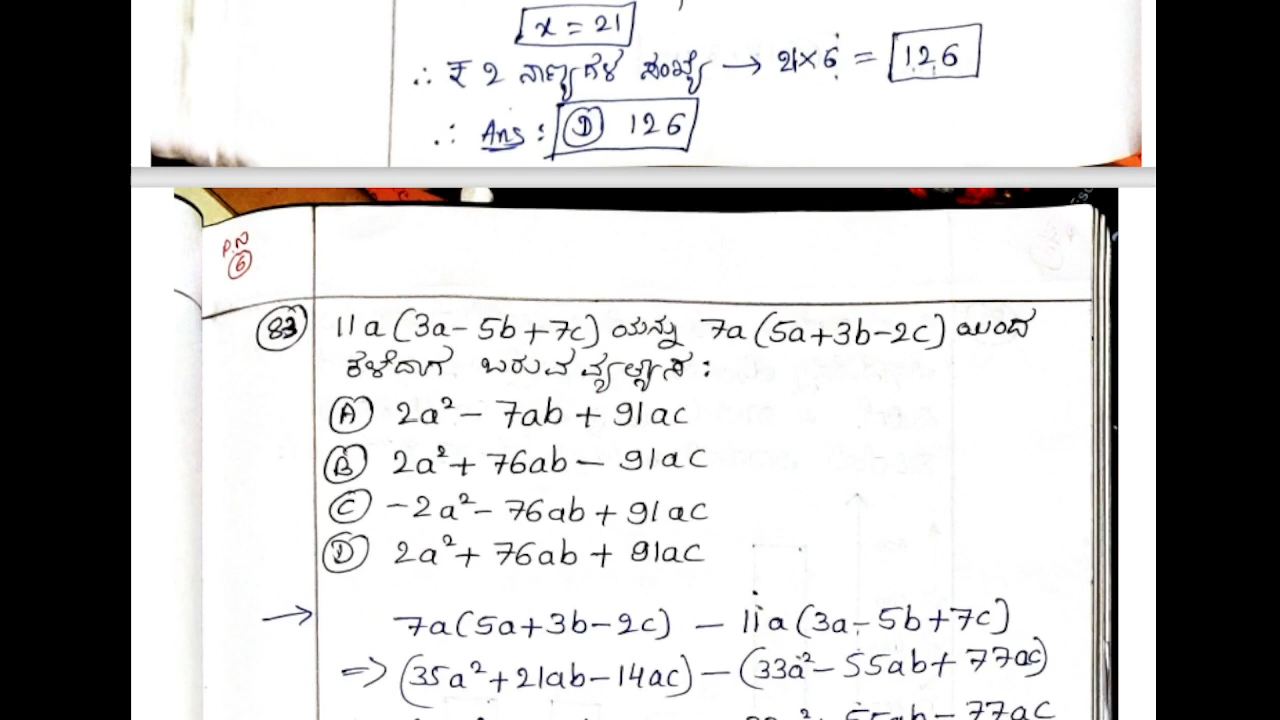 x = 21
∴ ₹ 2 ನಾಣ್ಯಗಳ ಸಂಖ್ಯೆ → 21×6 = 126
∴ Ans : D 126
P.N 6
83 11a(3a-5b+7c) ಯನ್ನು 7a(5a+3b-2c) ಯಿಂದ
ಕಳೆದಾಗ ಬರುವ ವ್ಯತ್ಯಾಸ :
A 2a² - 7ab + 91ac
B 2a² + 76ab - 91ac
C -2a² - 76ab + 91ac
D 2a² + 76ab + 91ac
→ 7a(5a+3b-2c) - 11a(3a-5b+7c)
=> (35a²+21ab-14ac) - (33a²-55ab+77ac)
55ab - 77ac